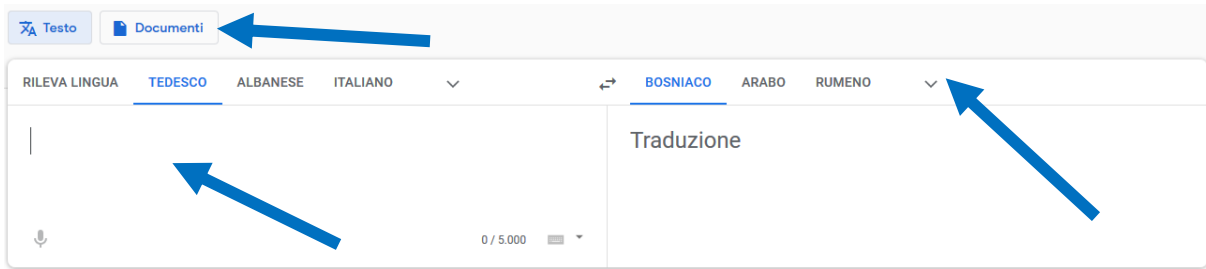 Testo Documenti
RILEVA LINGUA TEDESCO ALBANESE ITALIANO BOSNIACO ARABO RUMENO
Traduzione
0 / 5.000